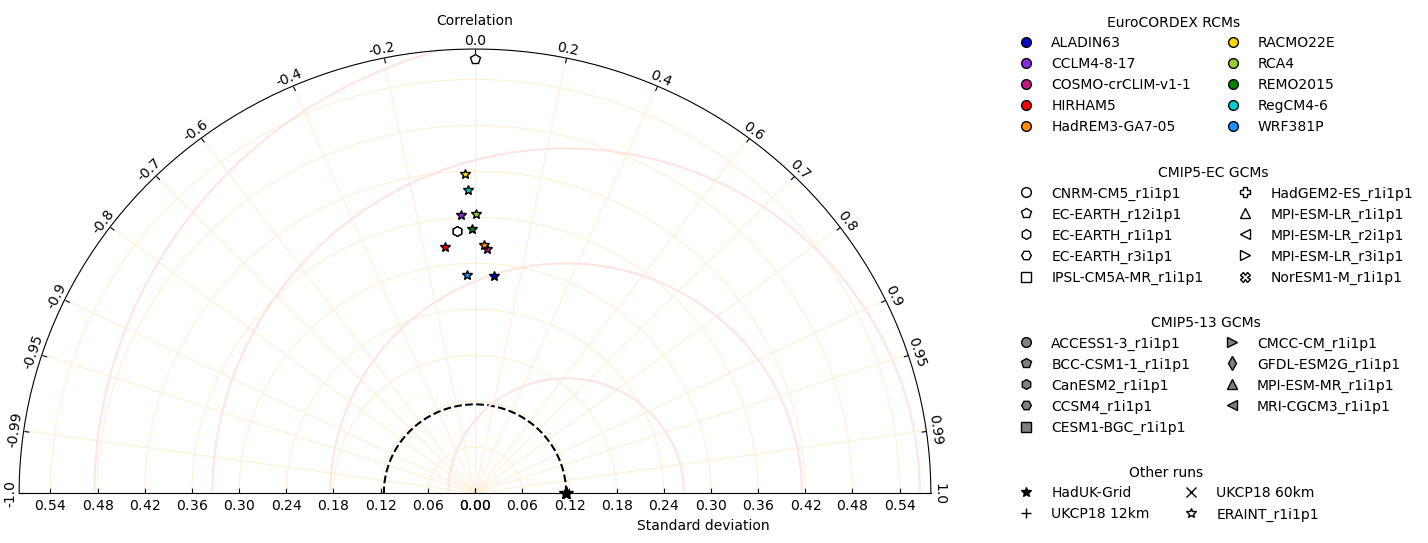 Correlation
-1.0
-0.99
-0.95
-0.9
-0.8
-0.7
-0.6
-0.4
-0.2
0.0
0.2
0.4
0.6
0.7
0.8
0.9
0.95
0.99
1.0
0.54 0.48 0.42 0.36 0.30 0.24 0.18 0.12 0.06 0.00 0.06 0.12 0.18 0.24 0.30 0.36 0.42 0.48 0.54
Standard deviation
EuroCORDEX RCMs
ALADIN63 RACMO22E
CCLM4-8-17 RCA4
COSMO-crCLIM-v1-1 REMO2015
HIRHAM5 RegCM4-6
HadREM3-GA7-05 WRF381P
CMIP5-EC GCMs
CNRM-CM5_r1i1p1 HadGEM2-ES_r1i1p1
EC-EARTH_r12i1p1 MPI-ESM-LR_r1i1p1
EC-EARTH_r1i1p1 MPI-ESM-LR_r2i1p1
EC-EARTH_r3i1p1 MPI-ESM-LR_r3i1p1
IPSL-CM5A-MR_r1i1p1 NorESM1-M_r1i1p1
CMIP5-13 GCMs
ACCESS1-3_r1i1p1 CMCC-CM_r1i1p1
BCC-CSM1-1_r1i1p1 GFDL-ESM2G_r1i1p1
CanESM2_r1i1p1 MPI-ESM-MR_r1i1p1
CCSM4_r1i1p1 MRI-CGCM3_r1i1p1
CESM1-BGC_r1i1p1
Other runs
HadUK-Grid UKCP18 60km
UKCP18 12km ERAINT_r1i1p1